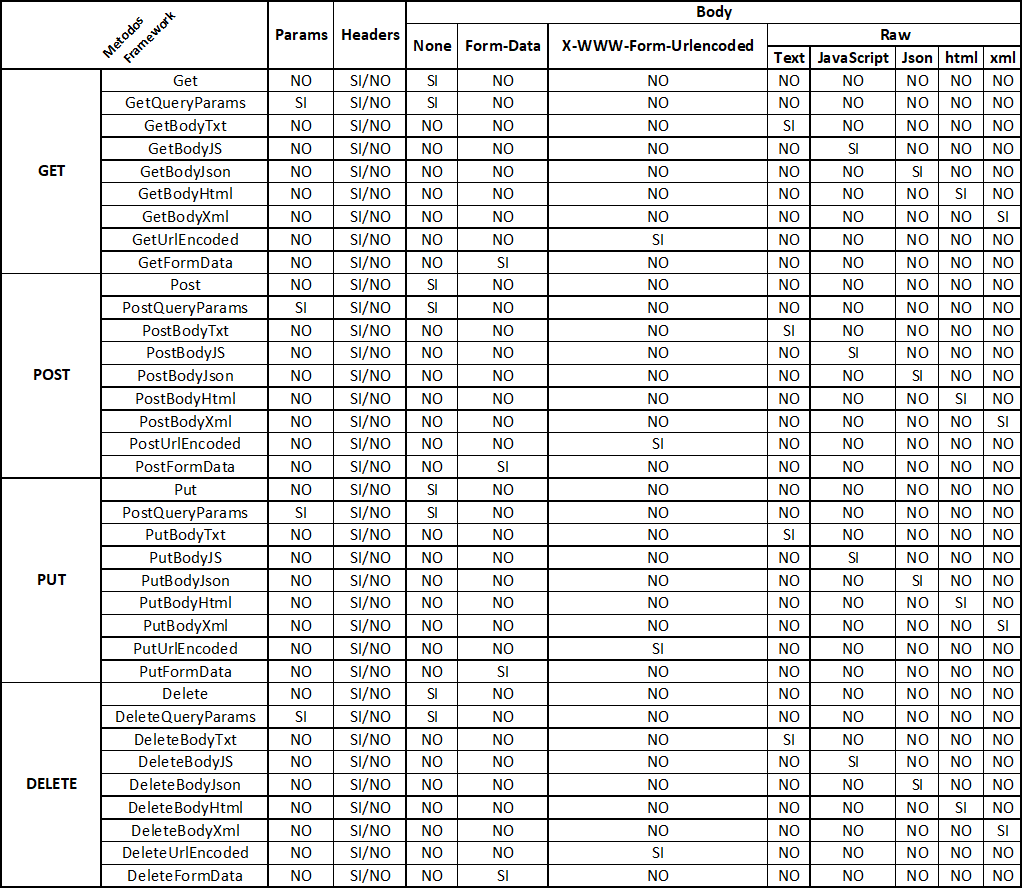 Metodos
Framework
Params Headers Body
None Form-Data X-WWW-Form-Urlencoded Raw
Text JavaScript Json html xml
GET
Get NO SI/NO SI NO NO NO NO NO NO NO
GetQueryParams SI SI/NO SI NO NO NO NO NO NO NO
GetBodyTxt NO SI/NO NO NO NO SI NO NO NO NO
GetBodyJS NO SI/NO NO NO NO NO SI NO NO NO
GetBodyJson NO SI/NO NO NO NO NO NO SI NO NO
GetBodyHtml NO SI/NO NO NO NO NO NO NO SI NO
GetBodyXml NO SI/NO NO NO NO NO NO NO NO SI
GetUrlEncoded NO SI/NO NO NO SI NO NO NO NO NO
GetFormData NO SI/NO NO SI NO NO NO NO NO NO
POST
Post NO SI/NO SI NO NO NO NO NO NO NO
PostQueryParams SI SI/NO SI NO NO NO NO NO NO NO
PostBodyTxt NO SI/NO NO NO NO SI NO NO NO NO
PostBodyJS NO SI/NO NO NO NO NO SI NO NO NO
PostBodyJson NO SI/NO NO NO NO NO NO SI NO NO
PostBodyHtml NO SI/NO NO NO NO NO NO NO SI NO
PostBodyXml NO SI/NO NO NO NO NO NO NO NO SI
PostUrlEncoded NO SI/NO NO NO SI NO NO NO NO NO
PostFormData NO SI/NO NO SI NO NO NO NO NO NO
PUT
Put NO SI/NO SI NO NO NO NO NO NO NO
PostQueryParams SI SI/NO SI NO NO NO NO NO NO NO
PutBodyTxt NO SI/NO NO NO NO SI NO NO NO NO
PutBodyJS NO SI/NO NO NO NO NO SI NO NO NO
PutBodyJson NO SI/NO NO NO NO NO NO SI NO NO
PutBodyHtml NO SI/NO NO NO NO NO NO NO SI NO
PutBodyXml NO SI/NO NO NO NO NO NO NO NO SI
PutUrlEncoded NO SI/NO NO NO SI NO NO NO NO NO
PutFormData NO SI/NO NO SI NO NO NO NO NO NO
DELETE
Delete NO SI/NO SI NO NO NO NO NO NO NO
DeleteQueryParams SI SI/NO SI NO NO NO NO NO NO NO
DeleteBodyTxt NO SI/NO NO NO NO SI NO NO NO NO
DeleteBodyJS NO SI/NO NO NO NO NO SI NO NO NO
DeleteBodyJson NO SI/NO NO NO NO NO NO SI NO NO
DeleteBodyHtml NO SI/NO NO NO NO NO NO NO SI NO
DeleteBodyXml NO SI/NO NO NO NO NO NO NO NO SI
DeleteUrlEncoded NO SI/NO NO NO SI NO NO NO NO NO
DeleteFormData NO SI/NO NO SI NO NO NO NO NO NO